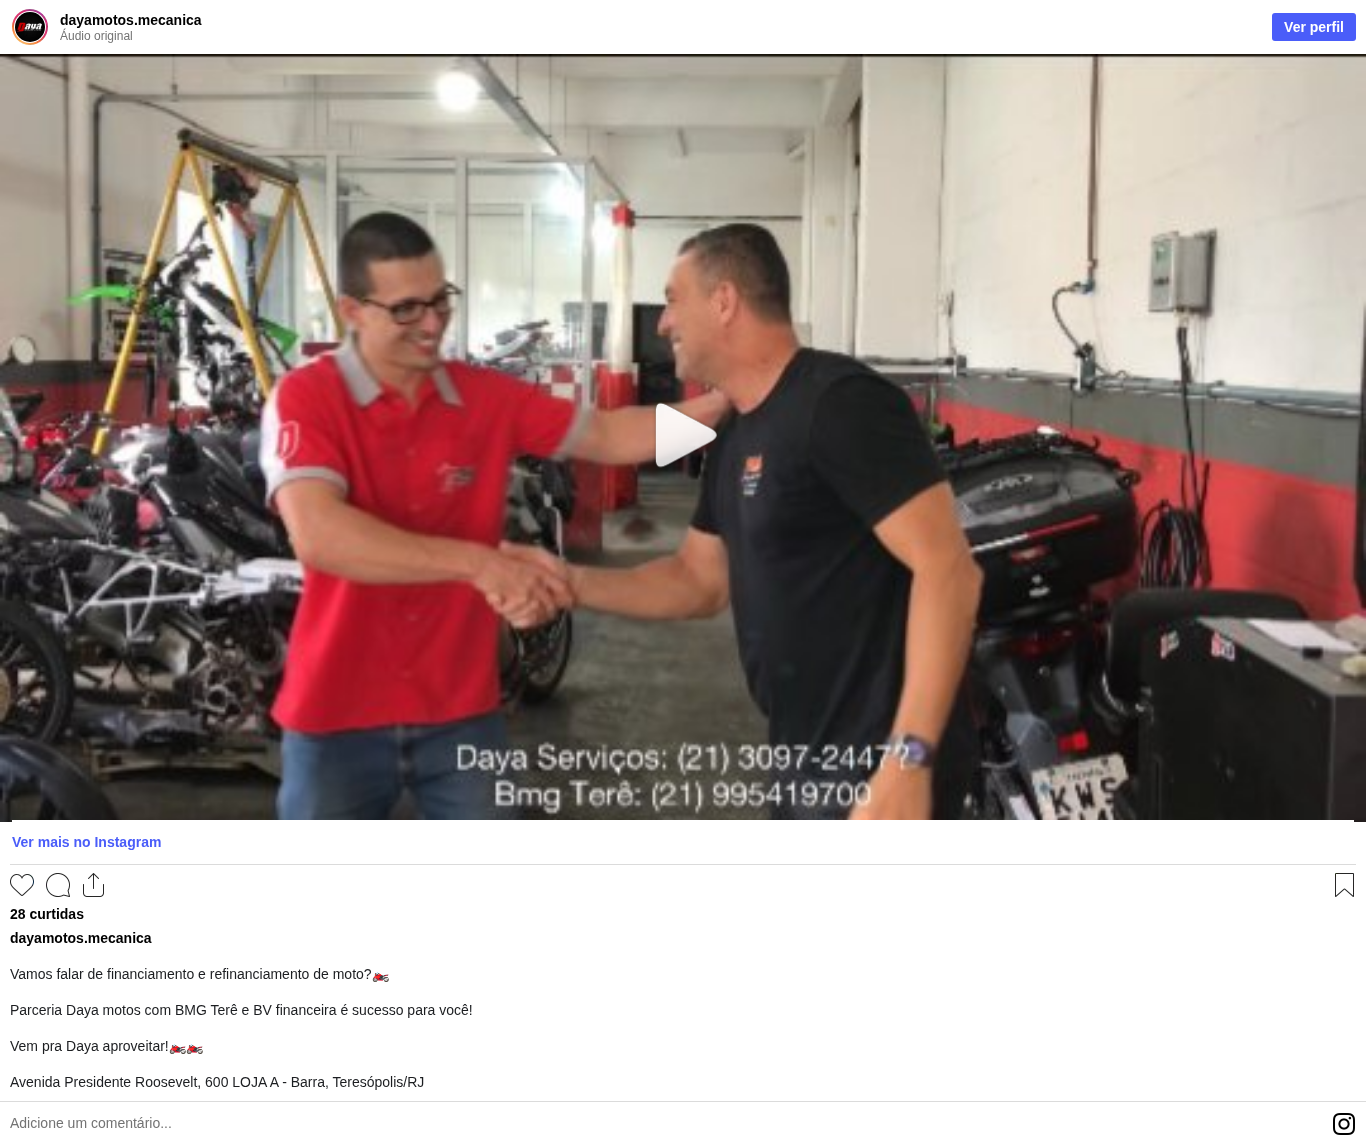 dayamotos.mecanica
Áudio original
Ver perfil
Daya
Daya Serviços: (21) 3097-2447?
Bmg Terê: (21) 995419700
KWS
Ver mais no Instagram
28 curtidas
dayamotos.mecanica
Vamos falar de financiamento e refinanciamento de moto?🏍️
Parceria Daya motos com BMG Terê e BV financeira é sucesso para você!
Vem pra Daya aproveitar!🏍️🏍️
Avenida Presidente Roosevelt, 600 LOJA A - Barra, Teresópolis/RJ
Adicione um comentário...